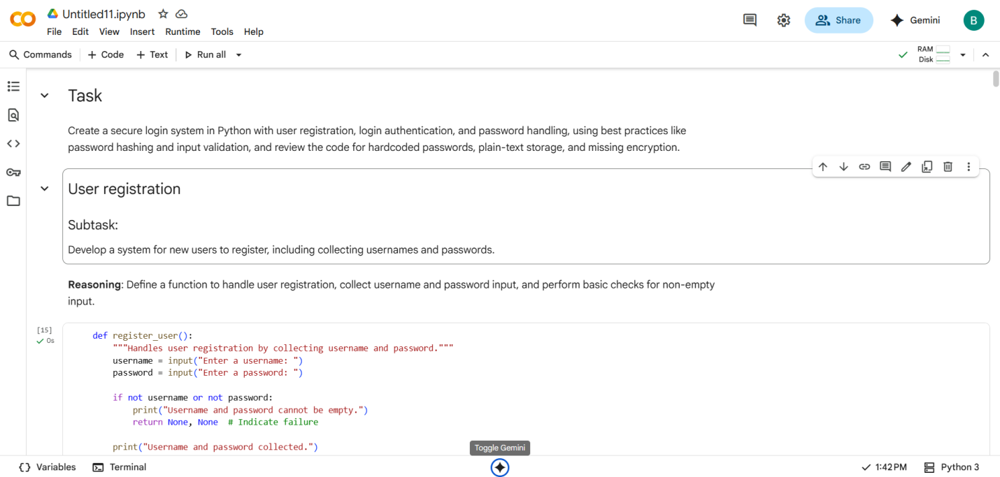 Untitled11.ipynb
File Edit View Insert Runtime Tools Help
Share
Gemini
B
Commands + Code + Text Run all
RAM
Disk
Task
Create a secure login system in Python with user registration, login authentication, and password handling, using best practices like
password hashing and input validation, and review the code for hardcoded passwords, plain-text storage, and missing encryption.
User registration
Subtask:
Develop a system for new users to register, including collecting usernames and passwords.
Reasoning: Define a function to handle user registration, collect username and password input, and perform basic checks for non-empty
input.
[15]
0s
def register_user():
    """Handles user registration by collecting username and password."""
    username = input("Enter a username: ")
    password = input("Enter a password: ")
    if not username or not password:
        print("Username and password cannot be empty.")
        return None, None  # Indicate failure
    print("Username and password collected.")
Toggle Gemini
Variables Terminal
1:42 PM Python 3